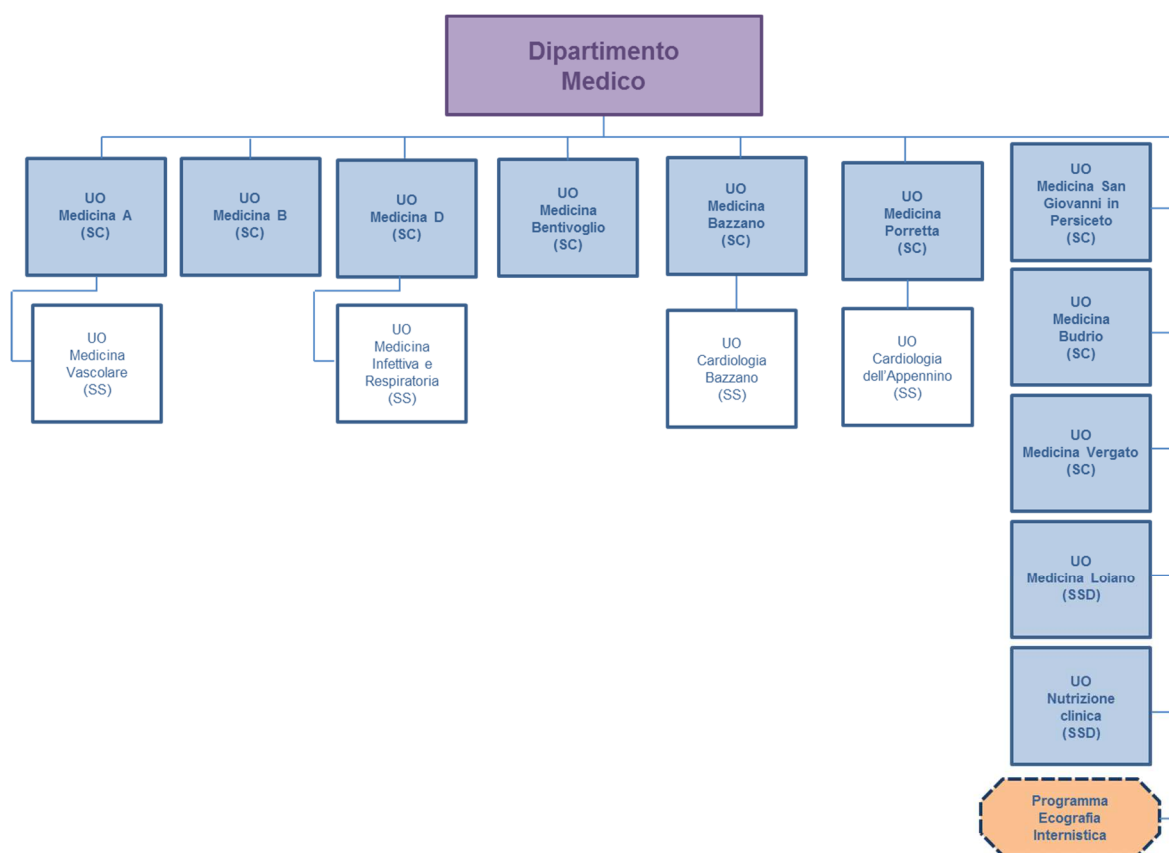 Dipartimento
Medico
UO
Medicina A
(SC)
UO
Medicina B
(SC)
UO
Medicina D
(SC)
UO
Medicina
Bentivoglio
(SC)
UO
Medicina
Bazzano
(SC)
UO
Medicina
Porretta
(SC)
UO
Medicina San
Giovanni in
Persiceto
(SC)
UO
Medicina
Vascolare
(SS)
UO
Medicina
Infettiva e
Respiratoria
(SS)
UO
Cardiologia
Bazzano
(SS)
UO
Cardiologia
dell'Appennino
(SS)
UO
Medicina
Budrio
(SC)
UO
Medicina Vergato
(SC)
UO
Medicina Loiano
(SSD)
UO
Nutrizione
clinica
(SSD)
Programma
Ecografia
Internistica